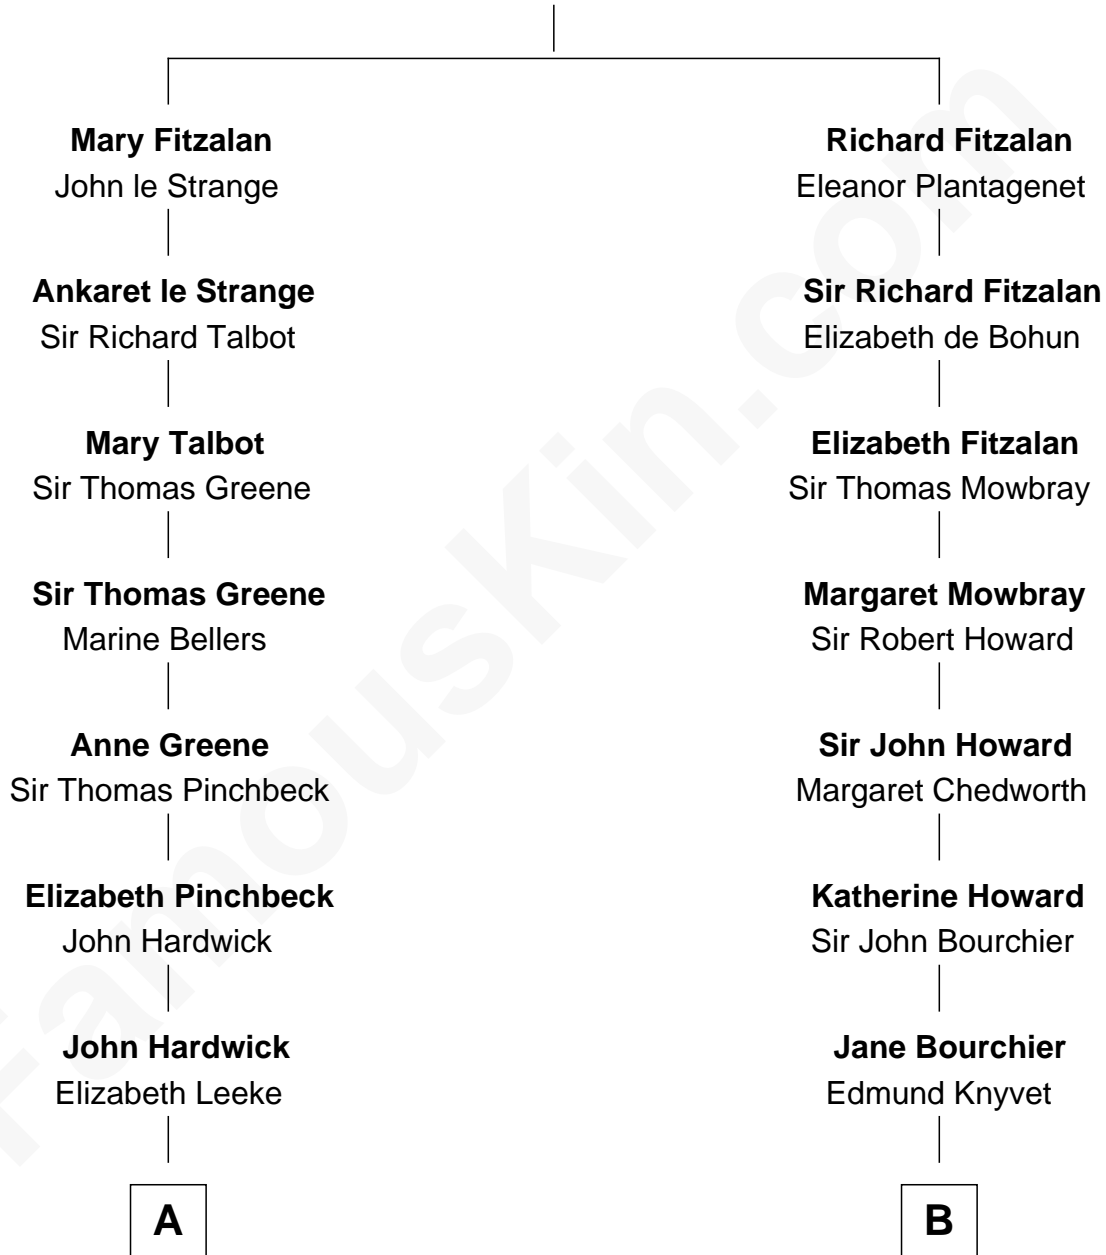 Mary Fitzalan
John le Strange
Ankaret le Strange
Sir Richard Talbot
Mary Talbot
Sir Thomas Greene
Sir Thomas Greene
Marine Bellers
Anne Greene
Sir Thomas Pinchbeck
Elizabeth Pinchbeck
John Hardwick
John Hardwick
Elizabeth Leeke
A
Richard Fitzalan
Eleanor Plantagenet
Sir Richard Fitzalan
Elizabeth de Bohun
Elizabeth Fitzalan
Sir Thomas Mowbray
Margaret Mowbray
Sir Robert Howard
Sir John Howard
Margaret Chedworth
Katherine Howard
Sir John Bourchier
Jane Bourchier
Edmund Knyvet
B
FamousKin.com